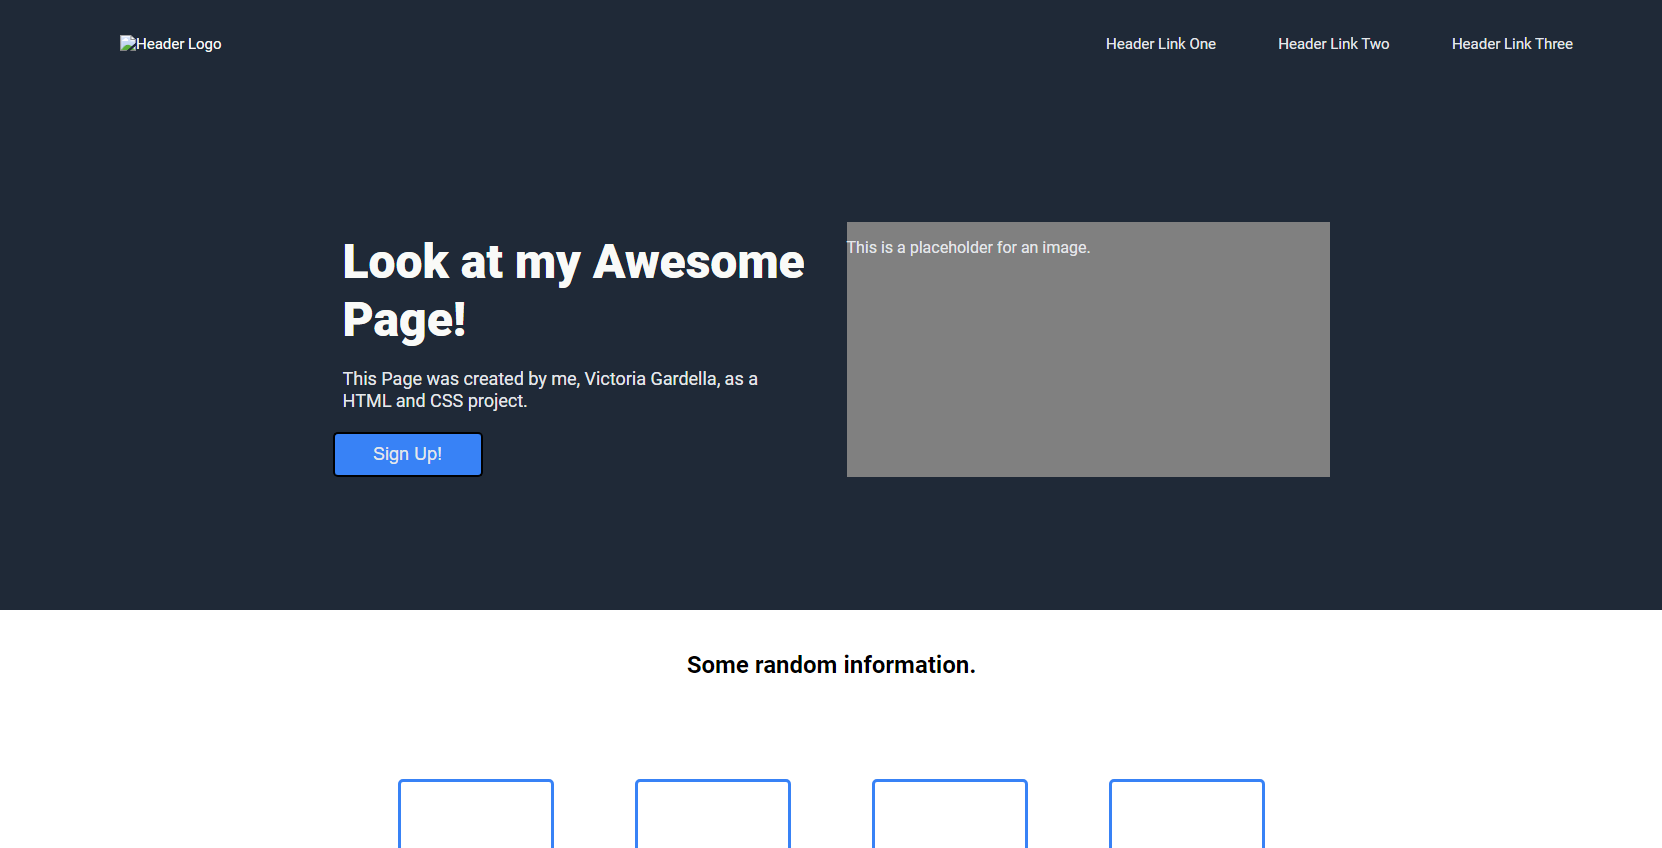 Header Logo
Header Link One
Header Link Two
Header Link Three
Look at my Awesome
Page!
This Page was created by me, Victoria Gardella, as a
HTML and CSS project.
Sign Up!
This is a placeholder for an image.
Some random information.